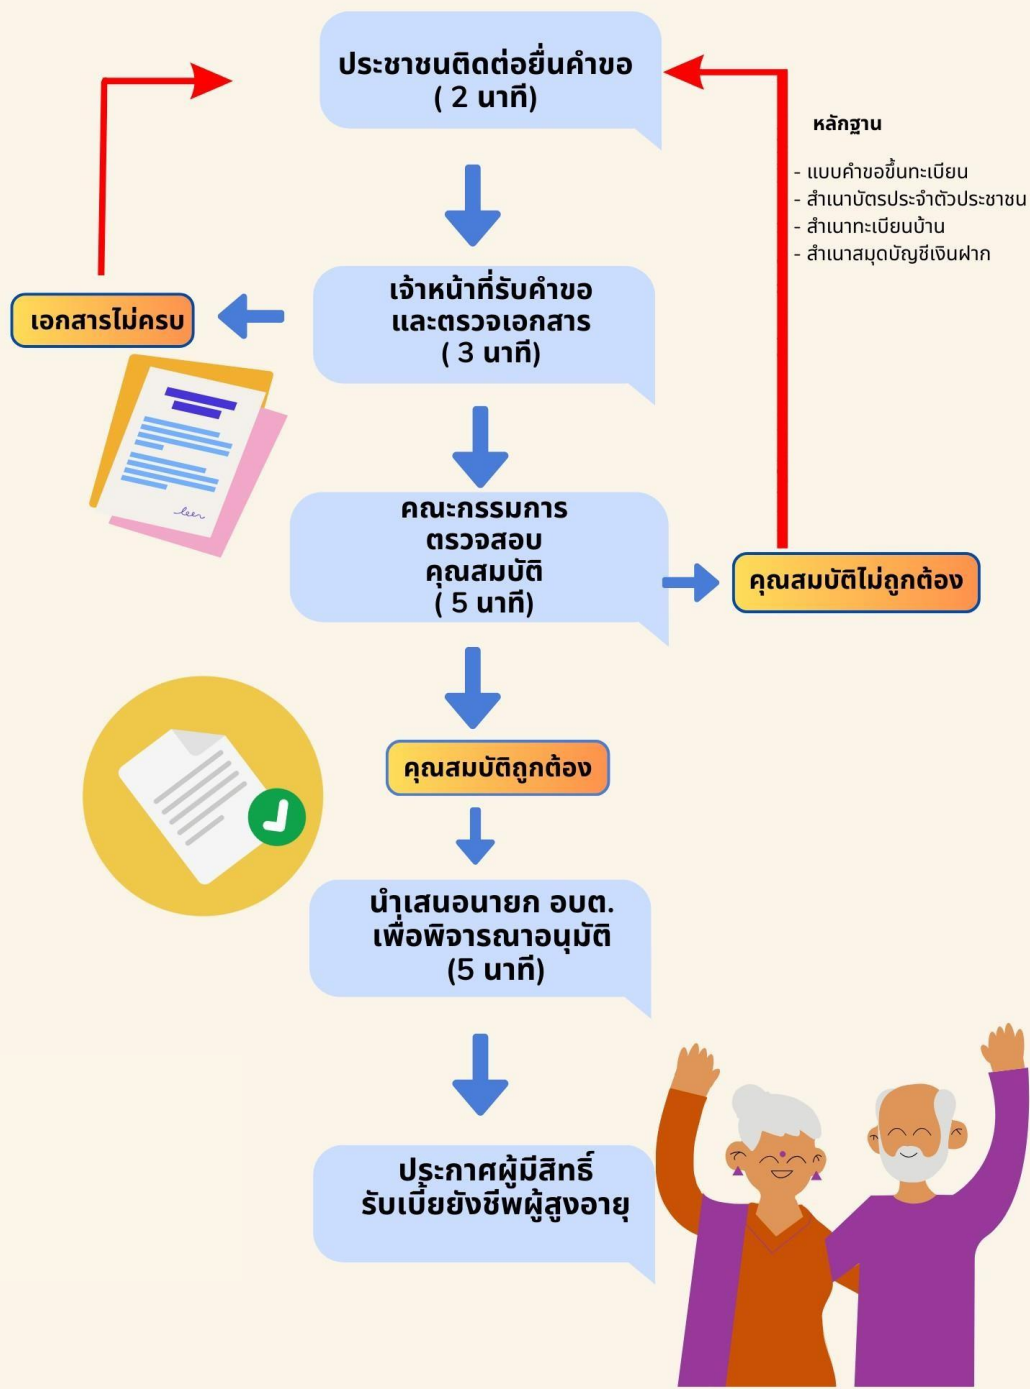 ประชาชนติดต่อยื่นคำขอ
( 2 นาที)
หลักฐาน
- แบบคำขอขึ้นทะเบียน
- สำเนาบัตรประจำตัวประชาชน
- สำเนาทะเบียนบ้าน
- สำเนาสมุดบัญชีเงินฝาก
เจ้าหน้าที่รับคำขอ
และตรวจเอกสาร
( 3 นาที)
เอกสารไม่ครบ
คณะกรรมการ
ตรวจสอบ
คุณสมบัติ
( 5 นาที)
คุณสมบัติไม่ถูกต้อง
คุณสมบัติถูกต้อง
นำเสนอนายก อบต.
เพื่อพิจารณาอนุมัติ
(5 นาที)
ประกาศผู้มีสิทธิ์
รับเบี้ยยังชีพผู้สูงอายุ